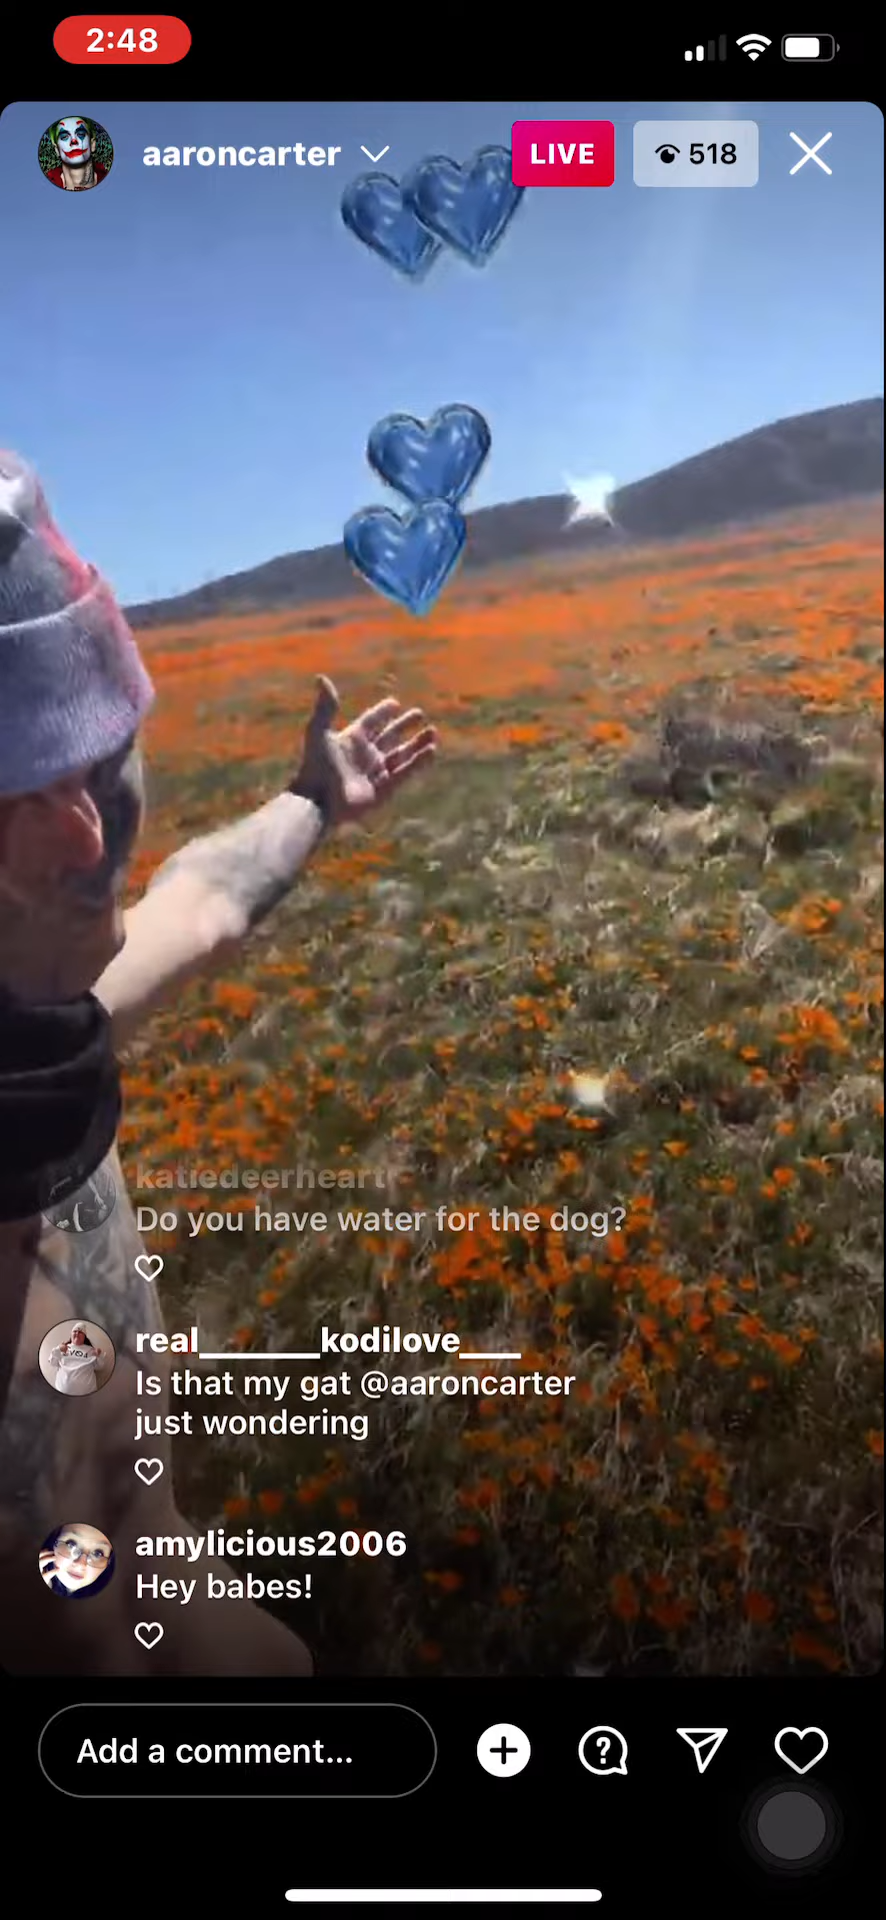 2:48
aaroncarter
LIVE
518
katiedeerheart
Do you have water for the dog?
real______kodilove___
Is that my gat @aaroncarter
just wondering
amylicious2006
Hey babes!
Add a comment...